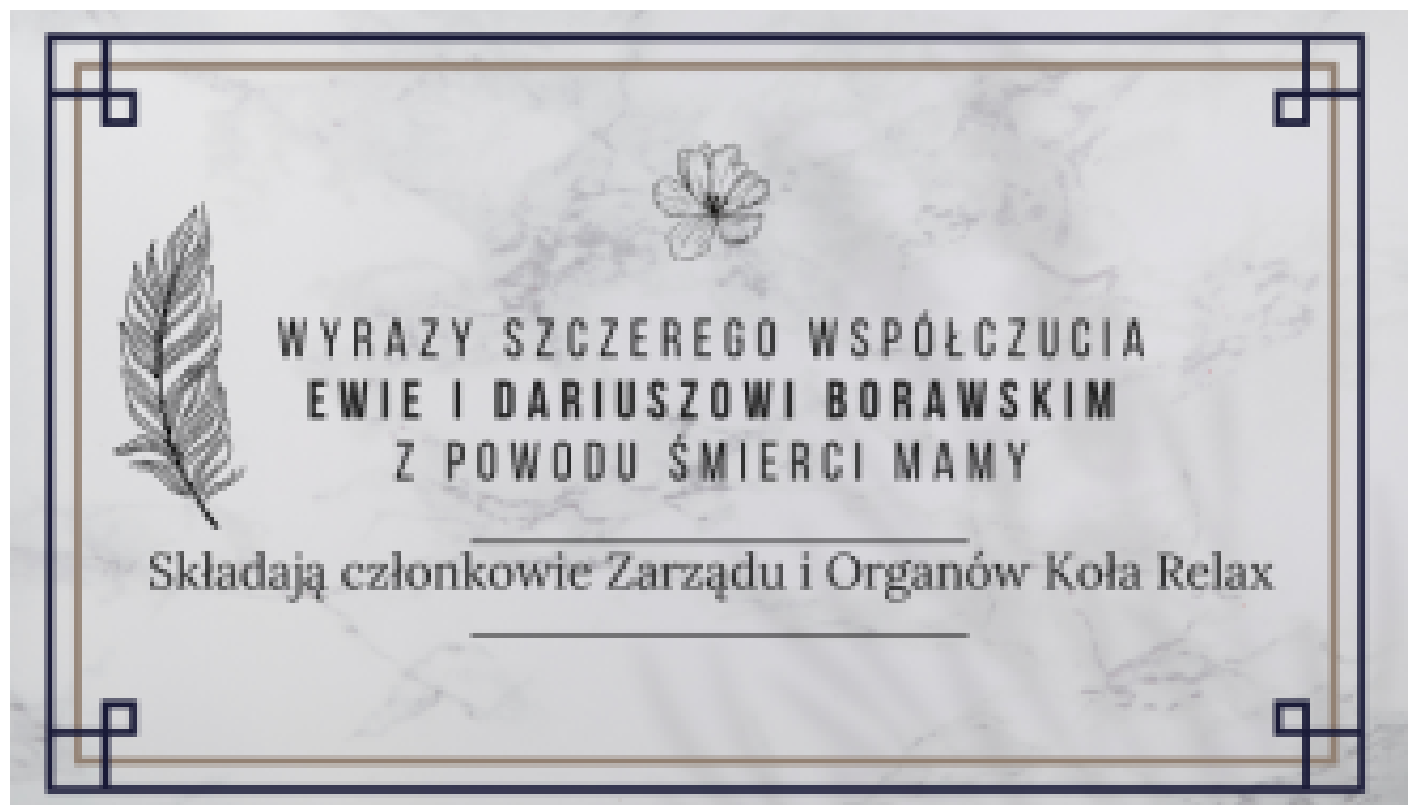 WYRAZY SZCZEREGO WSPÓŁCZUCIA
EWIE I DARIUSZOWI BORAWSKIM
Z POWODU ŚMIERCI MAMY
Składają członkowie Zarządu i Organów Koła Relax